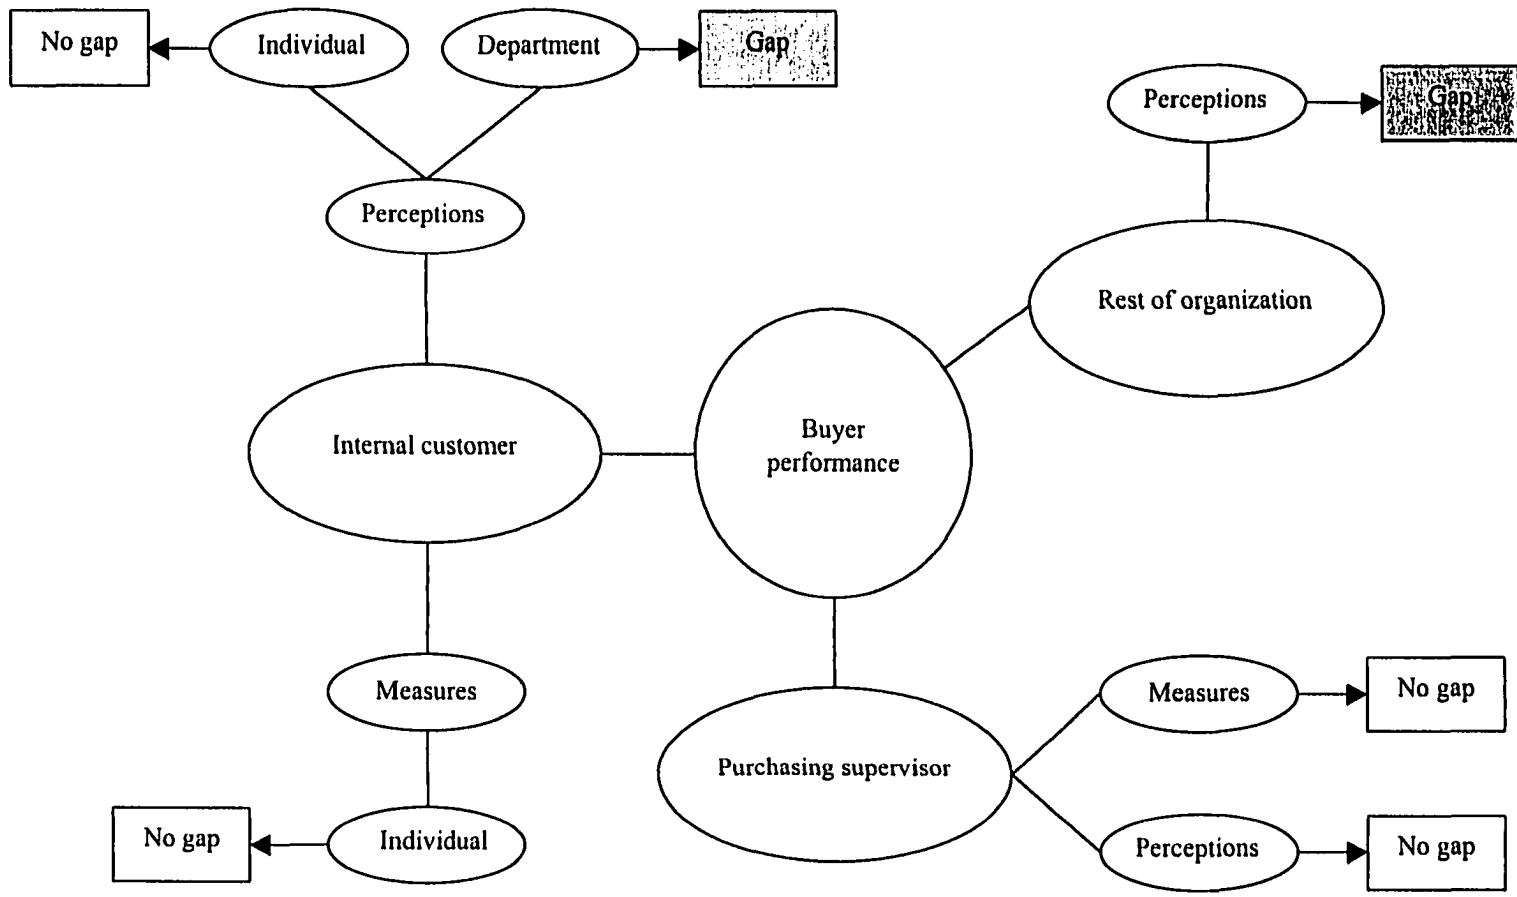 No gap
Individual
Department
Gap
Perceptions
Gap
Perceptions
Rest of organization
Internal customer
Buyer
performance
Measures
Purchasing supervisor
Measures
No gap
No gap
Individual
Perceptions
No gap